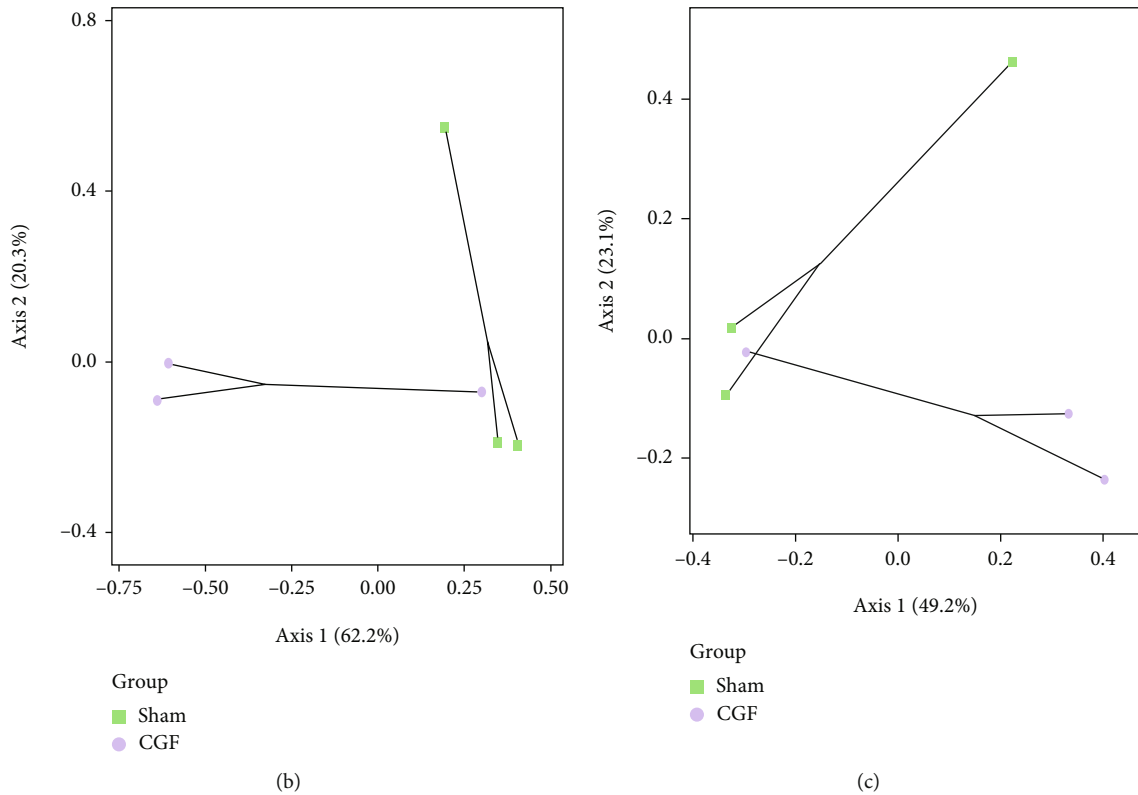 0.8
0.4
0.0
−0.4
Axis 2 (20.3%)
−0.75 −0.50 −0.25 0.00 0.25 0.50
Axis 1 (62.2%)
Group
Sham
CGF
(b)
0.4
0.2
0.0
−0.2
Axis 2 (23.1%)
−0.4 −0.2 0.0 0.2 0.4
Axis 1 (49.2%)
Group
Sham
CGF
(c)